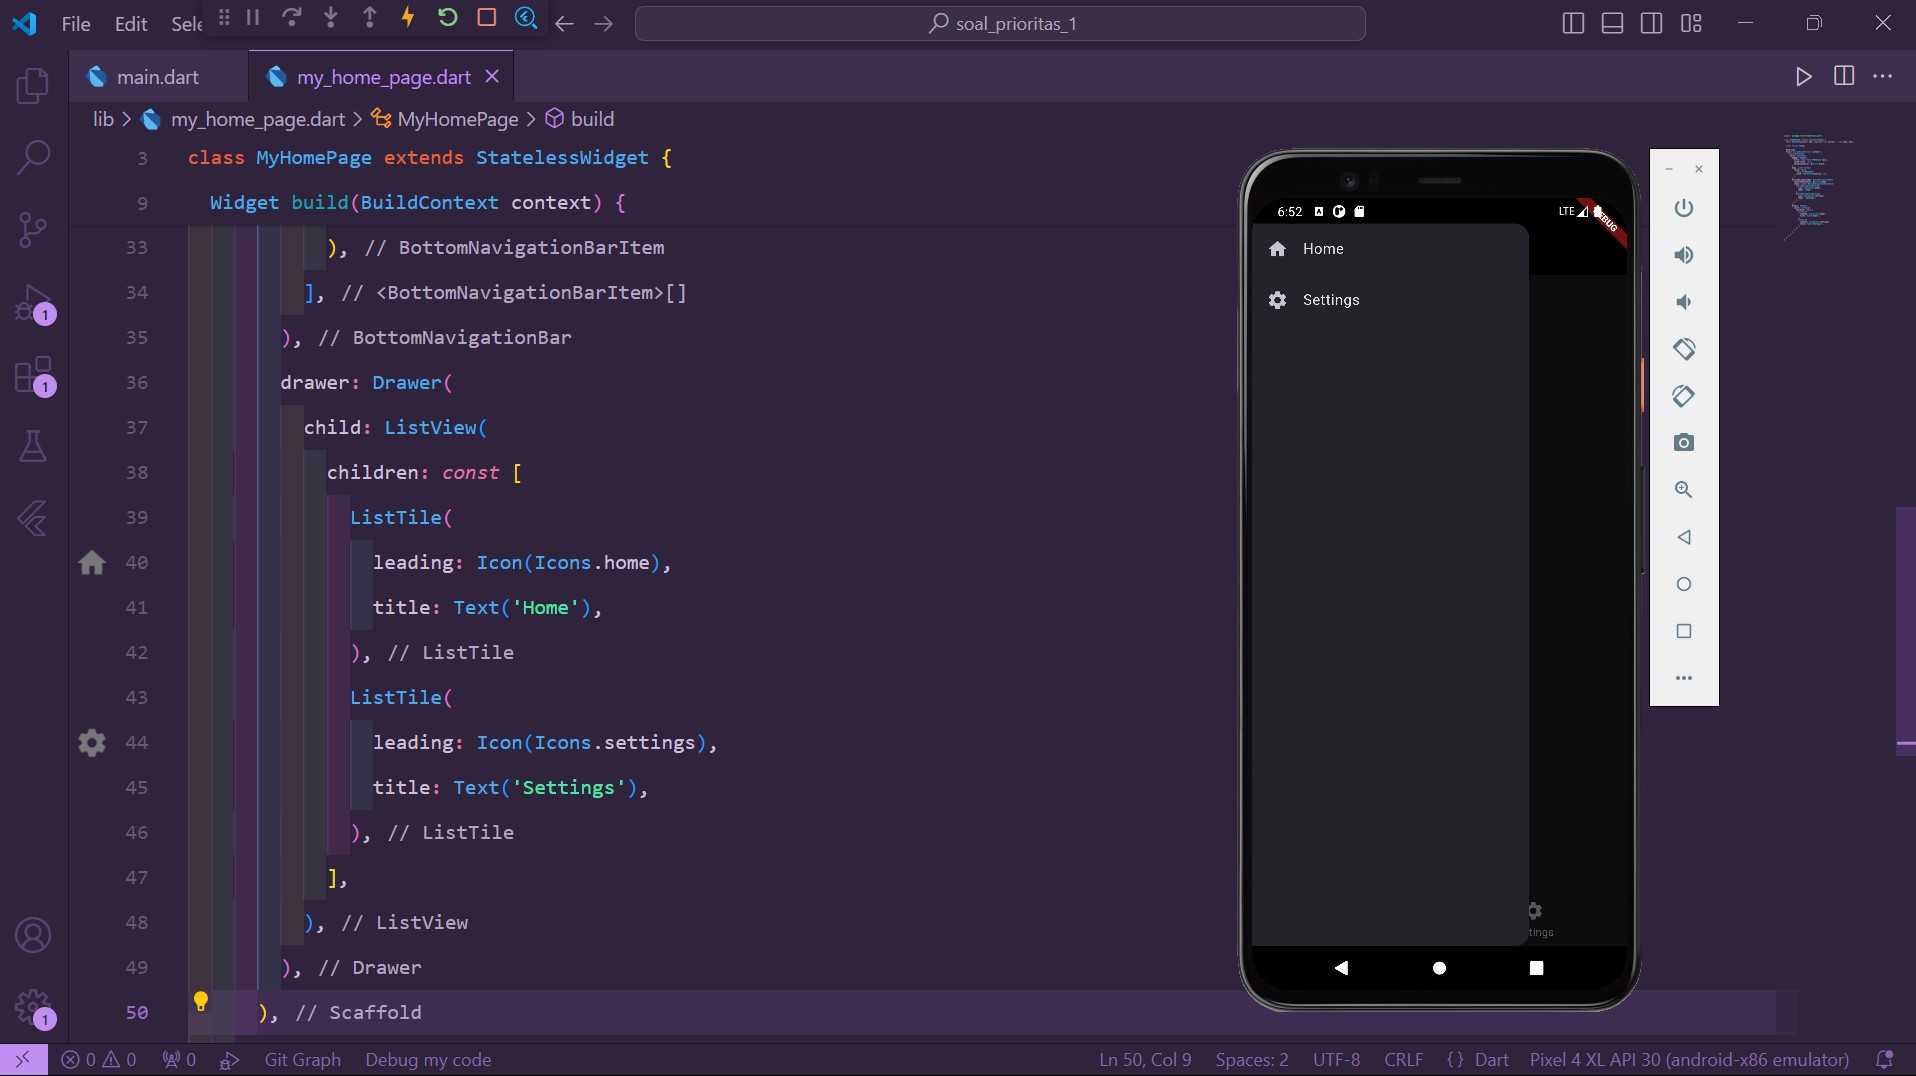 File Edit Sele
soal_prioritas_1
main.dart
my_home_page.dart
lib > my_home_page.dart > MyHomePage > build
3 class MyHomePage extends StatelessWidget {
9 Widget build(BuildContext context) {
33 ), // BottomNavigationBarItem
34 ], // <BottomNavigationBarItem>[]
35 ), // BottomNavigationBar
36 drawer: Drawer(
37 child: ListView(
38 children: const [
39 ListTile(
40 leading: Icon(Icons.home),
41 title: Text('Home'),
42 ), // ListTile
43 ListTile(
44 leading: Icon(Icons.settings),
45 title: Text('Settings'),
46 ), // ListTile
47 ],
48 ), // ListView
49 ), // Drawer
50 ), // Scaffold
1
1
1
6:52
LTE
Home
Settings
tings
0 0 0 Git Graph Debug my code
Ln 50, Col 9 Spaces: 2 UTF-8 CRLF {} Dart Pixel 4 XL API 30 (android-x86 emulator)